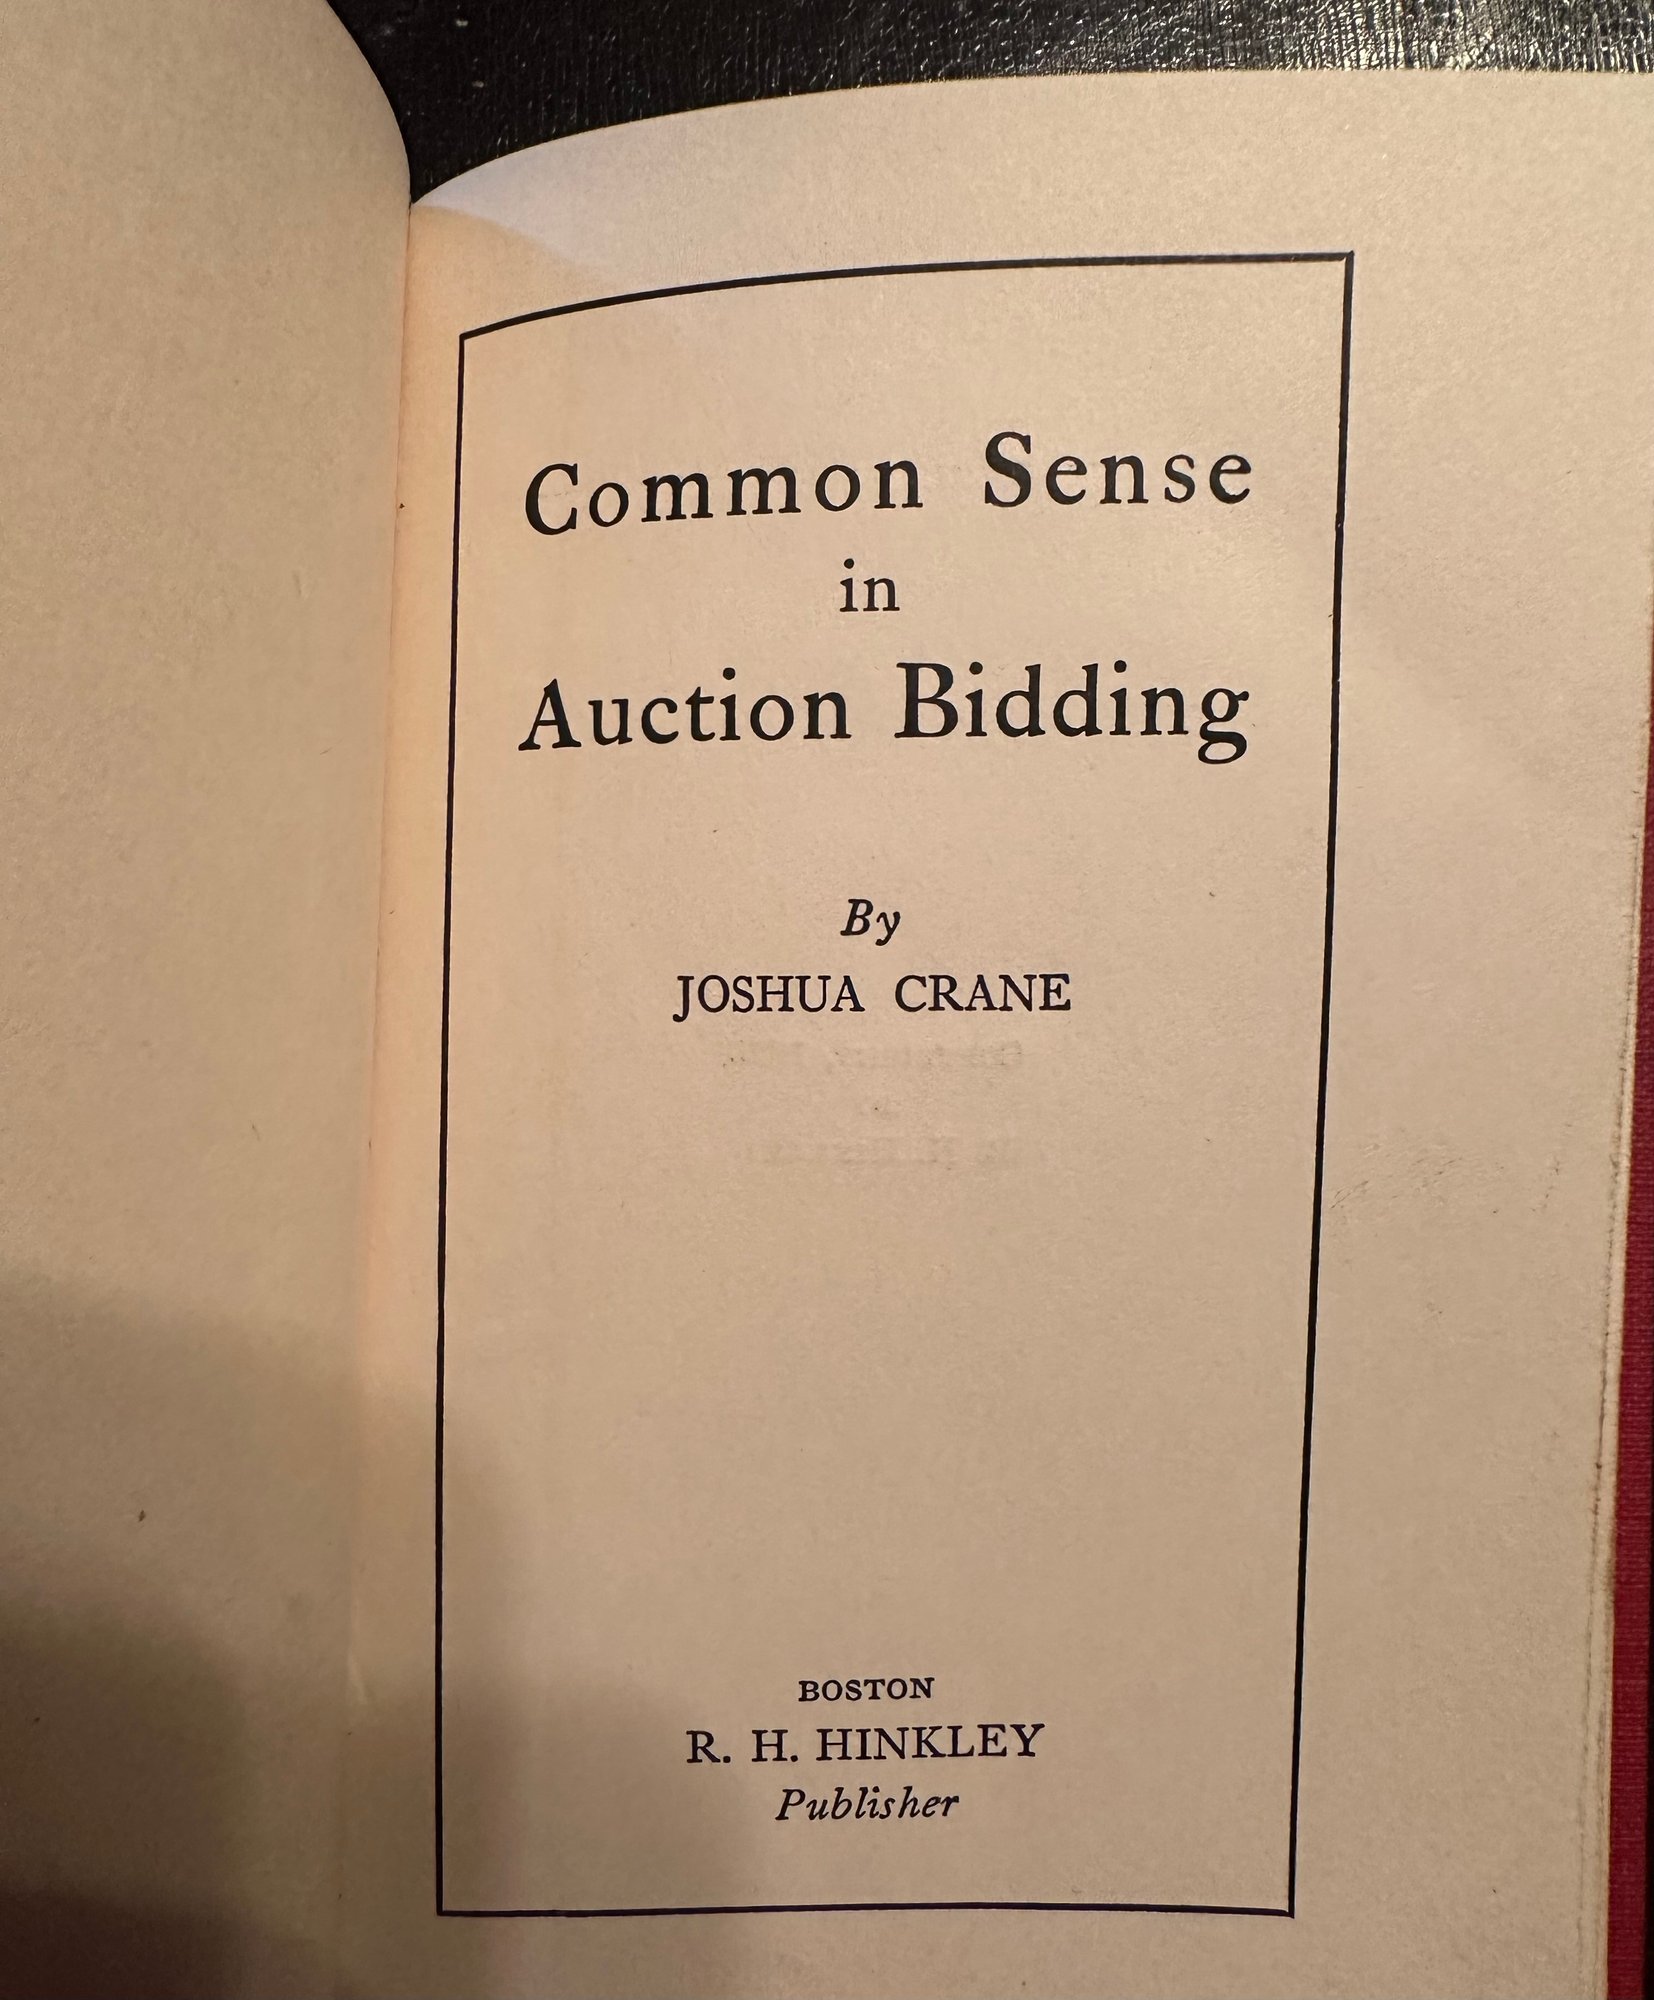 Common Sense
in
Auction Bidding
By
JOSHUA CRANE
BOSTON
R. H. HINKLEY
Publisher